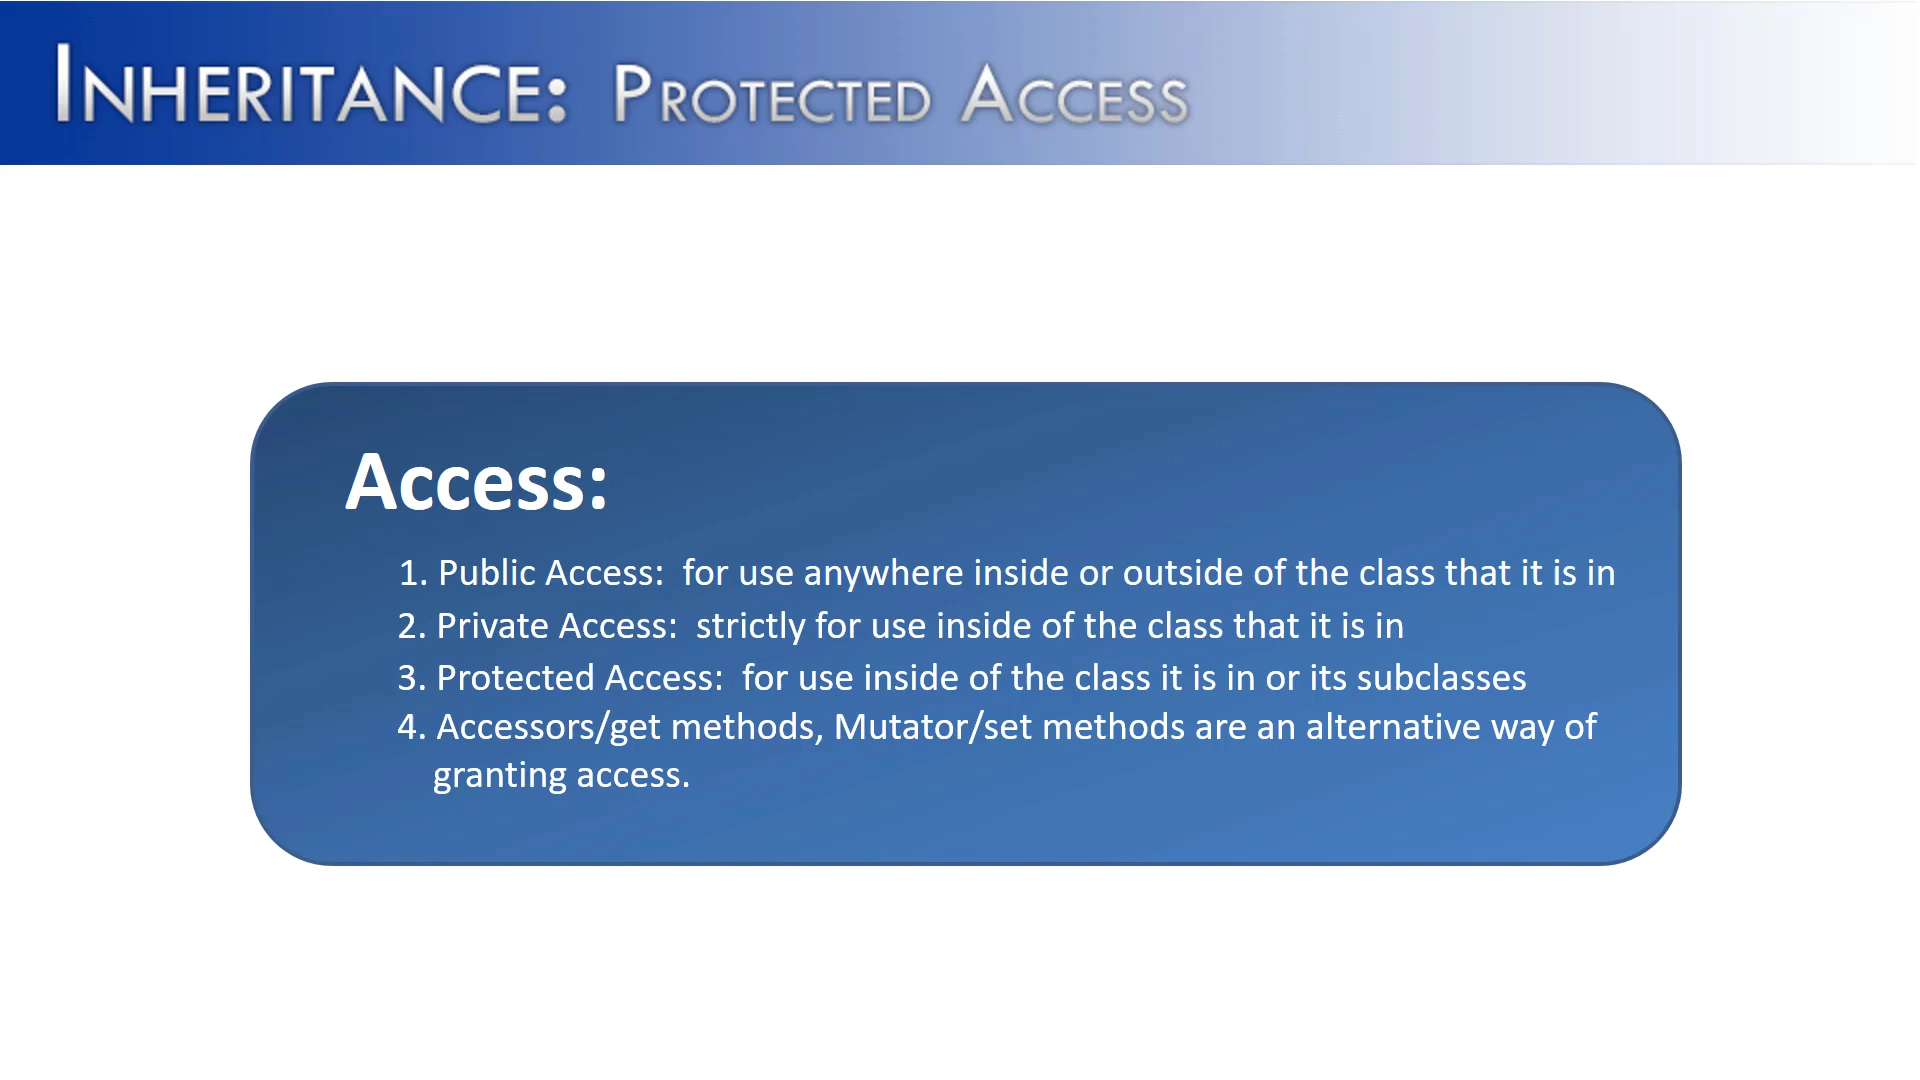 INHERITANCE: PROTECTED ACCESS
Access:
1. Public Access:  for use anywhere inside or outside of the class that it is in
2. Private Access:  strictly for use inside of the class that it is in
3. Protected Access:  for use inside of the class it is in or its subclasses
4. Accessors/get methods, Mutator/set methods are an alternative way of
granting access.